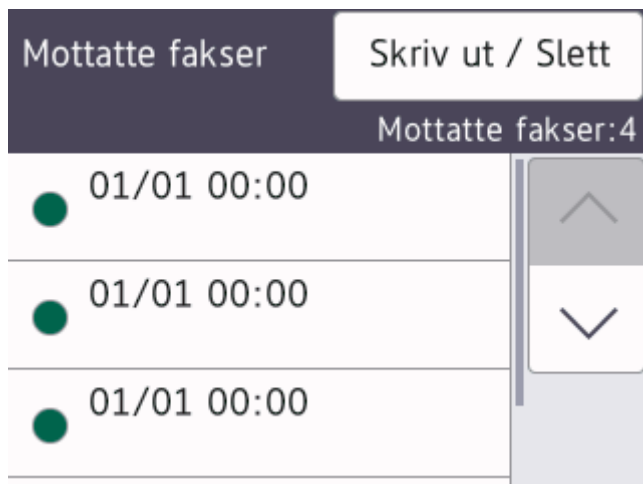 Mottatte fakser
Skriv ut / Slett
Mottatte fakser:4
01/01 00:00
01/01 00:00
01/01 00:00